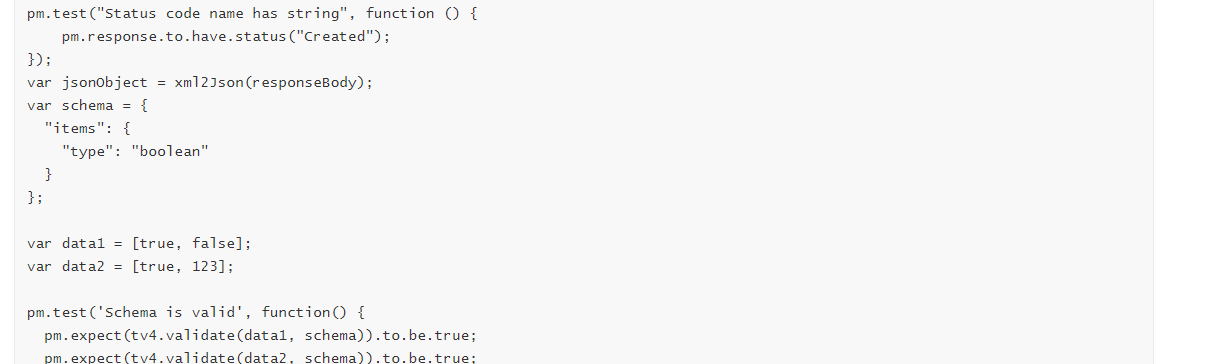 pm.test("Status code name has string", function () {
    pm.response.to.have.status("Created");
});
var jsonObject = xml2Json(responseBody);
var schema = {
  "items": {
    "type": "boolean"
  }
};

var data1 = [true, false];
var data2 = [true, 123];

pm.test('Schema is valid', function() {
  pm.expect(tv4.validate(data1, schema)).to.be.true;
  pm.expect(tv4.validate(data2, schema)).to.be.true;